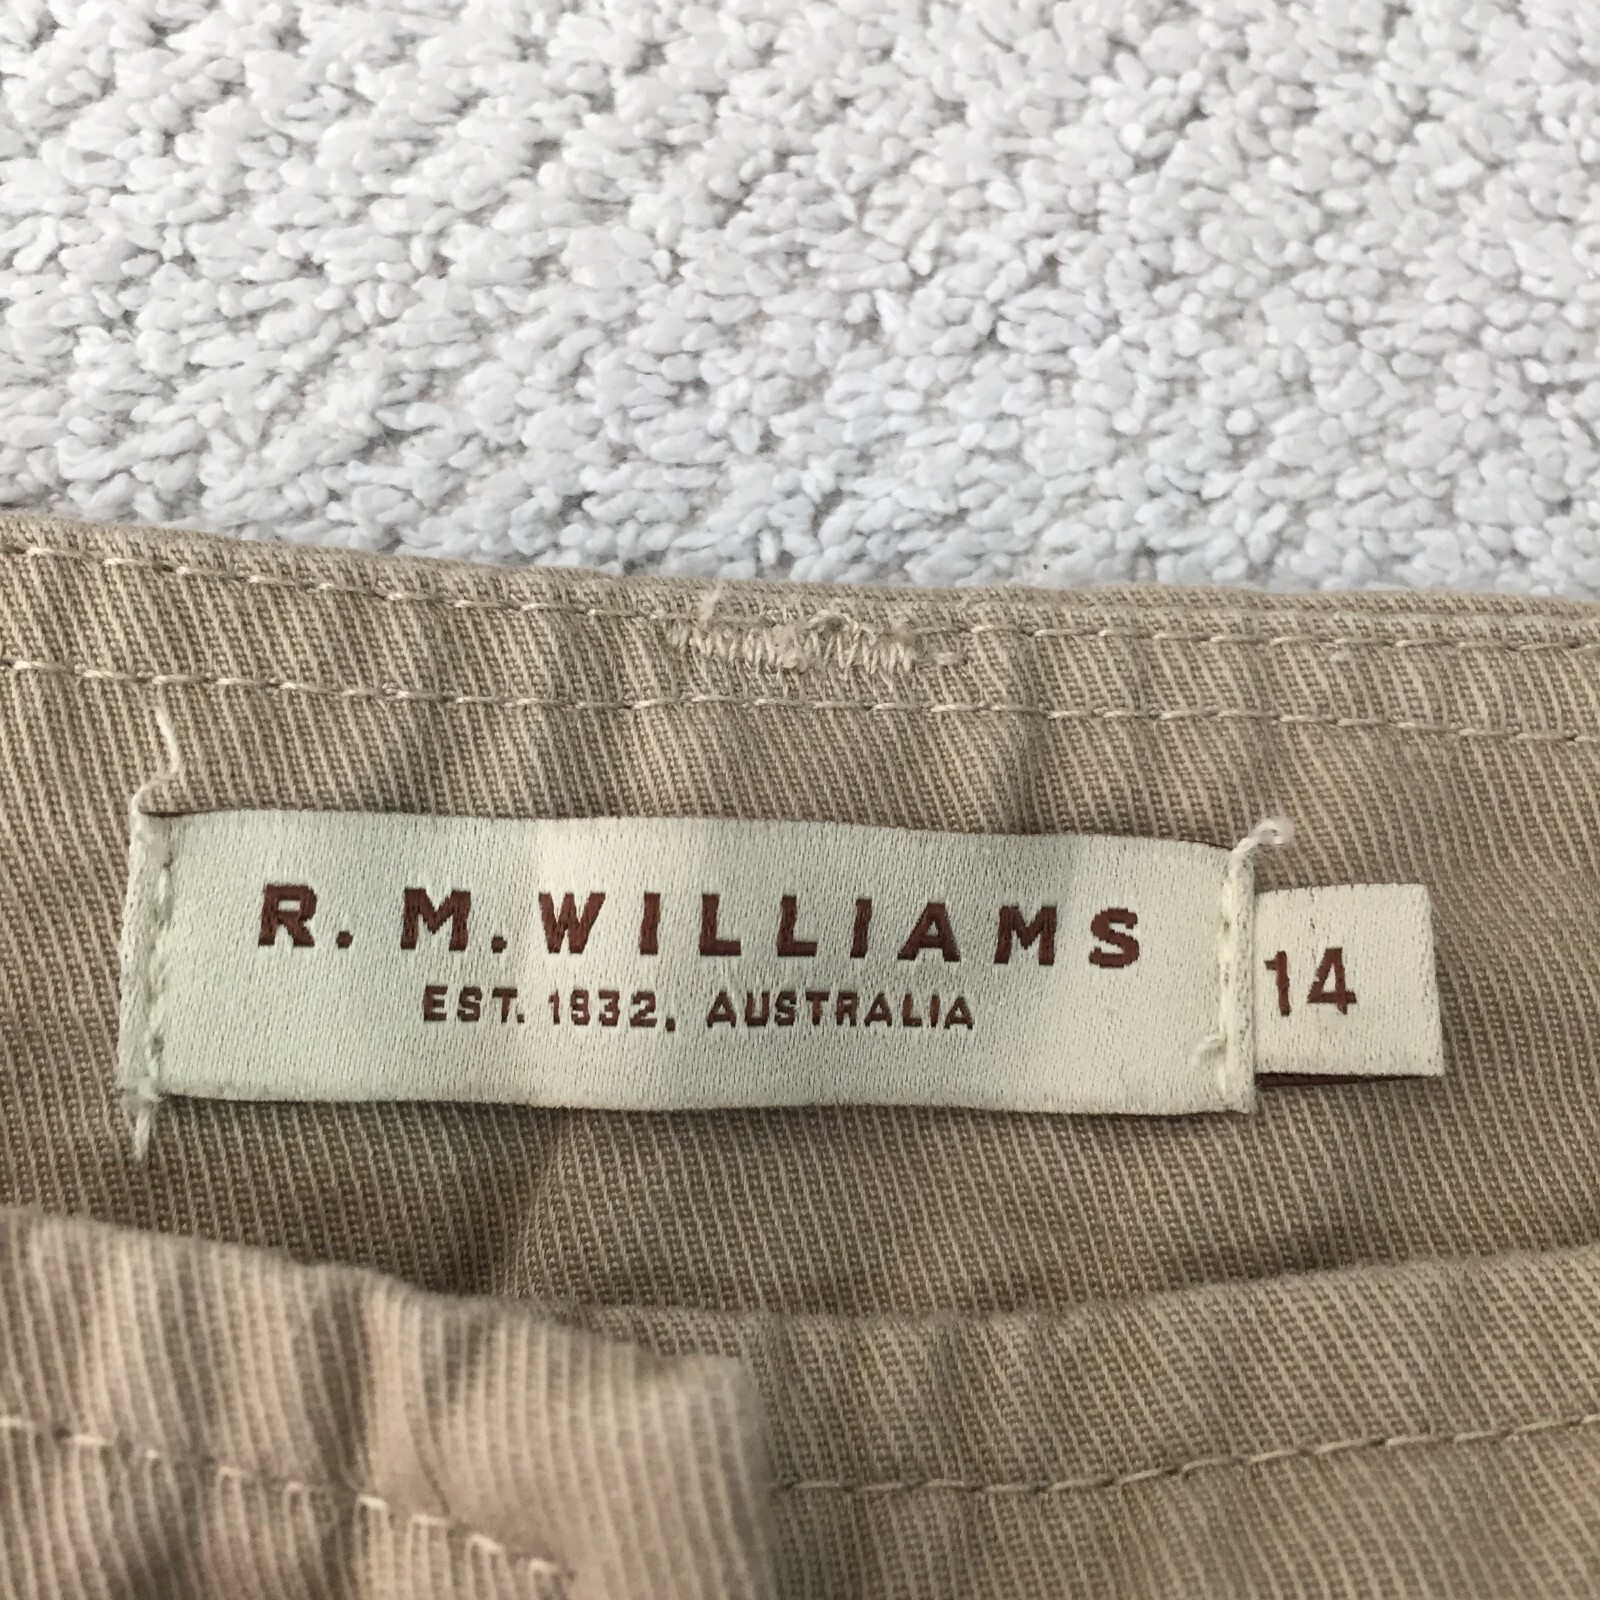 R. M. WILLIAMS
EST. 1932. AUSTRALIA
14